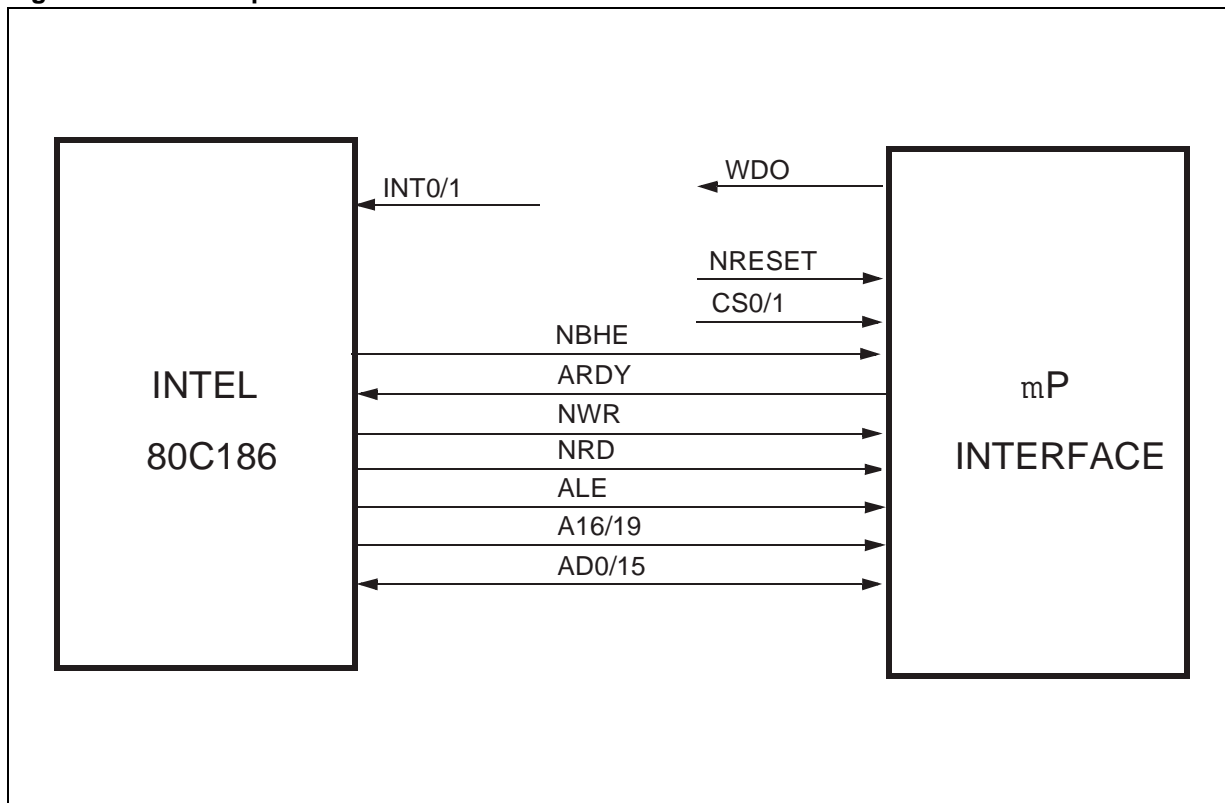 INT0/1
WDO
NRESET
CS0/1
NBHE
ARDY
NWR
NRD
ALE
A16/19
AD0/15
INTEL
80C186
mP
INTERFACE